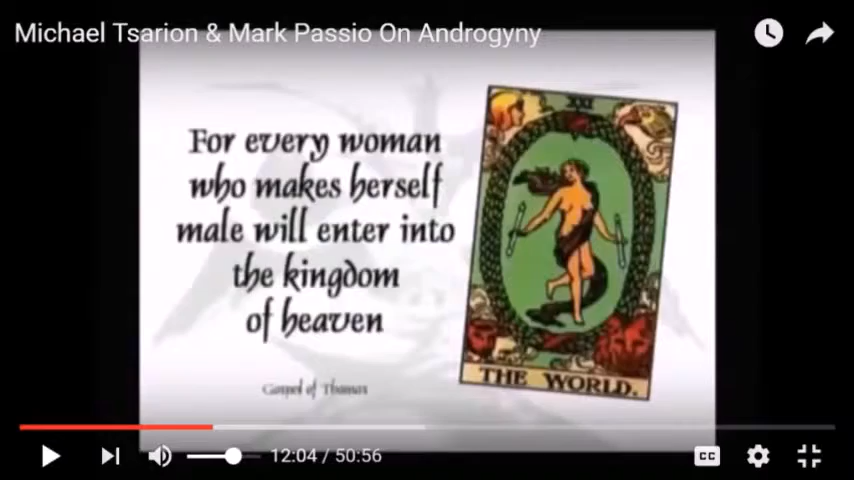 Michael Tsarion & Mark Passio On Androgyny
XXI
For every woman
who makes herself
male will enter into
the kingdom
of heaven
Gospel of Thomas
THE WORLD.
12:04 / 50:56
CC